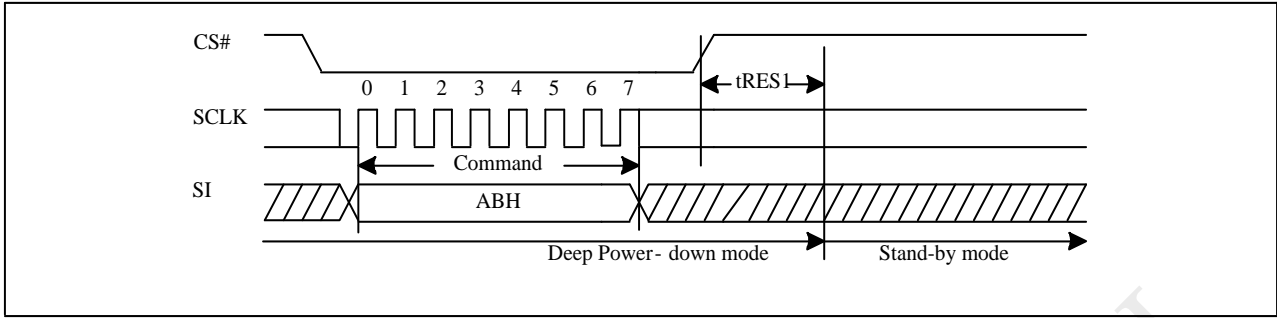 CS#
tRES1
0 1 2 3 4 5 6 7
SCLK
Command
SI
ABH
Deep Power- down mode Stand-by mode